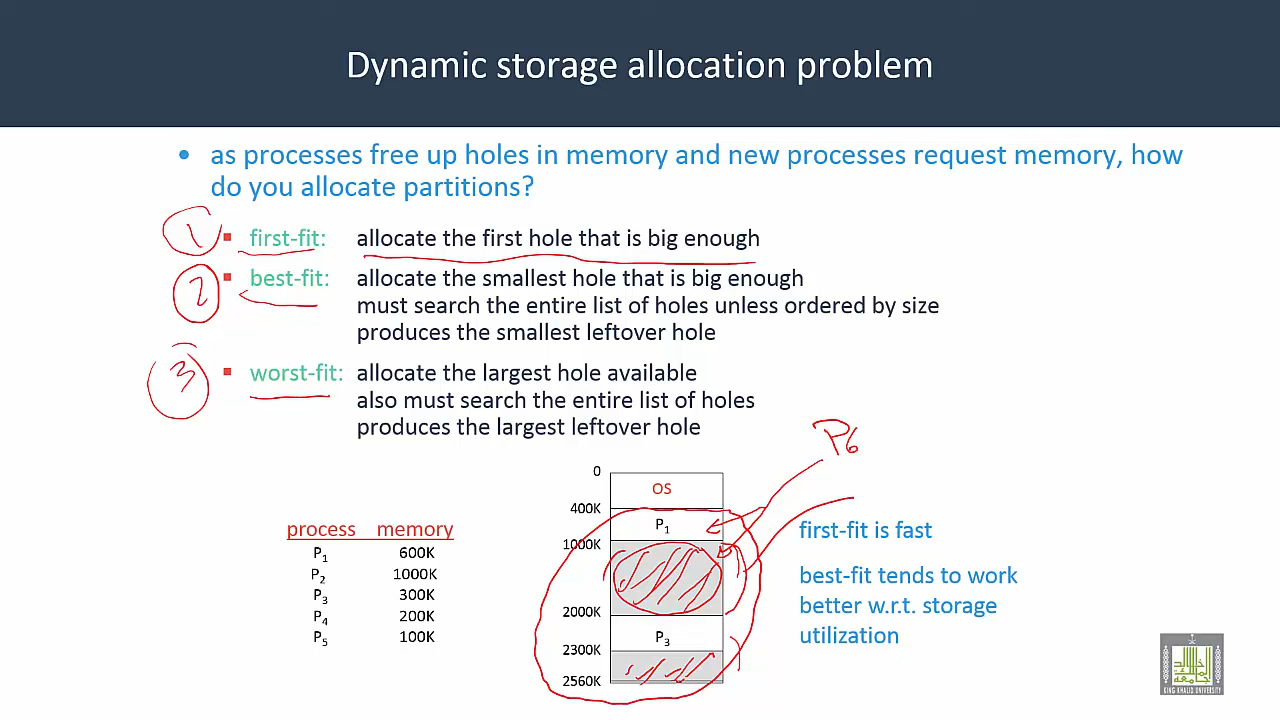 Dynamic storage allocation problem
• as processes free up holes in memory and new processes request memory, how
do you allocate partitions?
1 ▪ first-fit: allocate the first hole that is big enough
2 ▪ best-fit: allocate the smallest hole that is big enough
must search the entire list of holes unless ordered by size
produces the smallest leftover hole
3 ▪ worst-fit: allocate the largest hole available
also must search the entire list of holes
produces the largest leftover hole
P6
process memory
P1 600K
P2 1000K
P3 300K
P4 200K
P5 100K
0
OS
400K
P1
1000K
2000K
P3
2300K
2560K
first-fit is fast
best-fit tends to work
better w.r.t. storage
utilization
KING KHALID UNIVERSITY